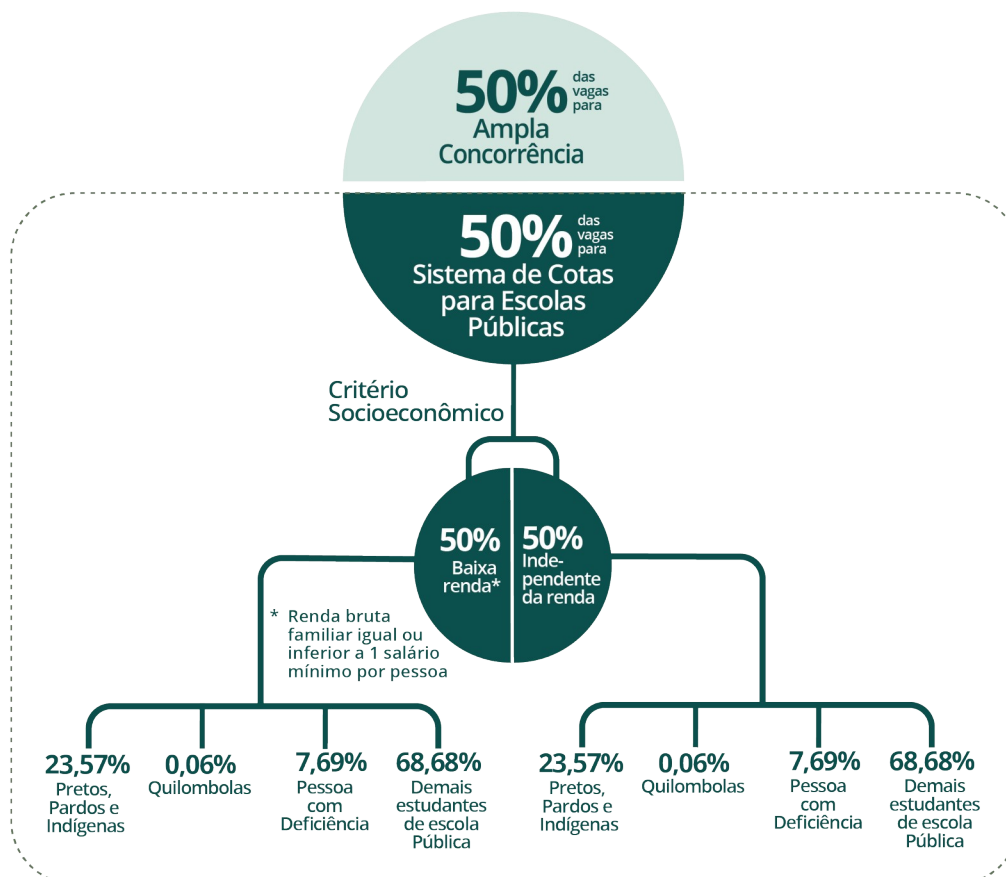 50% das
vagas
para
Ampla
Concorrência
50% das
vagas
para
Sistema de Cotas
para Escolas
Públicas
Critério
Socioeconômico
50%
Baixa
renda*
50%
Inde-
pendente
da renda
* Renda bruta
familiar igual ou
inferior a 1 salário
mínimo por pessoa
23,57%
Pretos,
Pardos e
Indígenas
0,06%
Quilombolas
7,69%
Pessoa
com
Deficiência
68,68%
Demais
estudantes
de escola
Pública
23,57%
Pretos,
Pardos e
Indígenas
0,06%
Quilombolas
7,69%
Pessoa
com
Deficiência
68,68%
Demais
estudantes
de escola
Pública